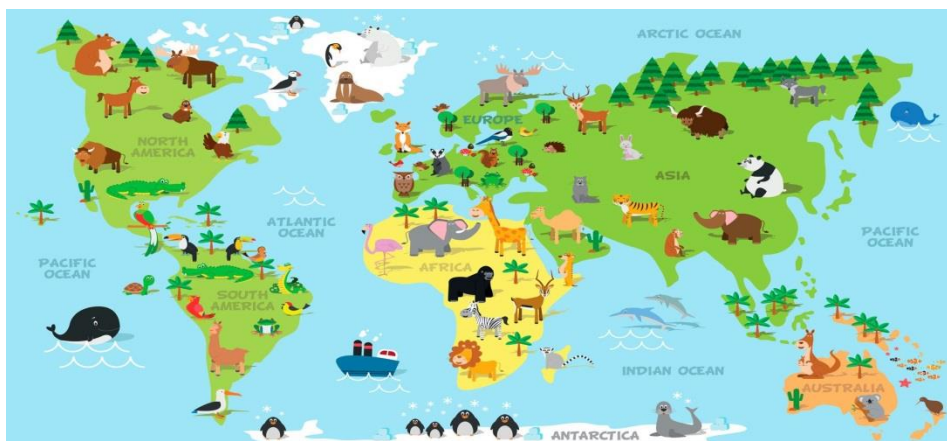 ARCTIC OCEAN
EUROPE
NORTH
AMERICA
ASIA
ATLANTIC
OCEAN
PACIFIC
OCEAN
PACIFIC
OCEAN
AFRICA
SOUTH
AMERICA
INDIAN OCEAN
AUSTRALIA
ANTARCTICA